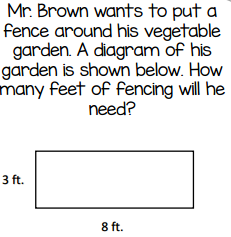 Mr. Brown wants to put a
fence around his vegetable
garden. A diagram of his
garden is shown below. How
many feet of fencing will he
need?
3 ft.
8 ft.